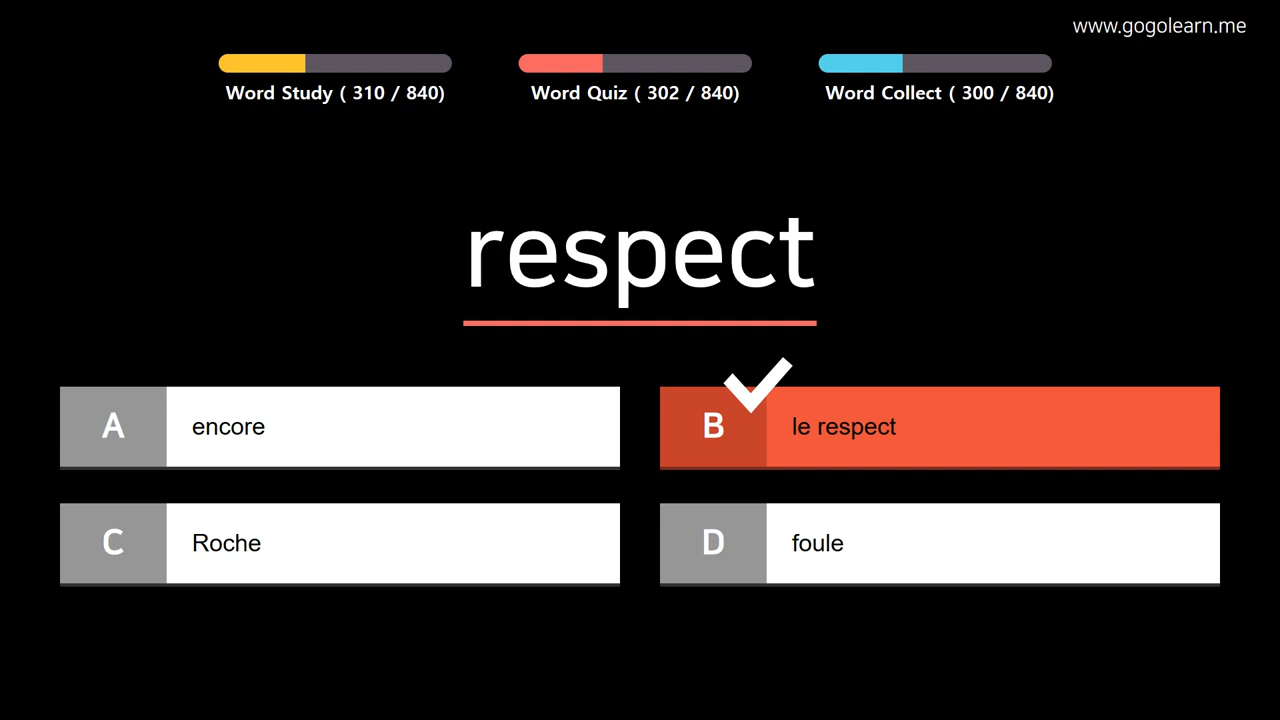 www.gogolearn.me
Word Study ( 310 / 840)
Word Quiz ( 302 / 840)
Word Collect ( 300 / 840)
respect
A encore
B le respect
C Roche
D foule